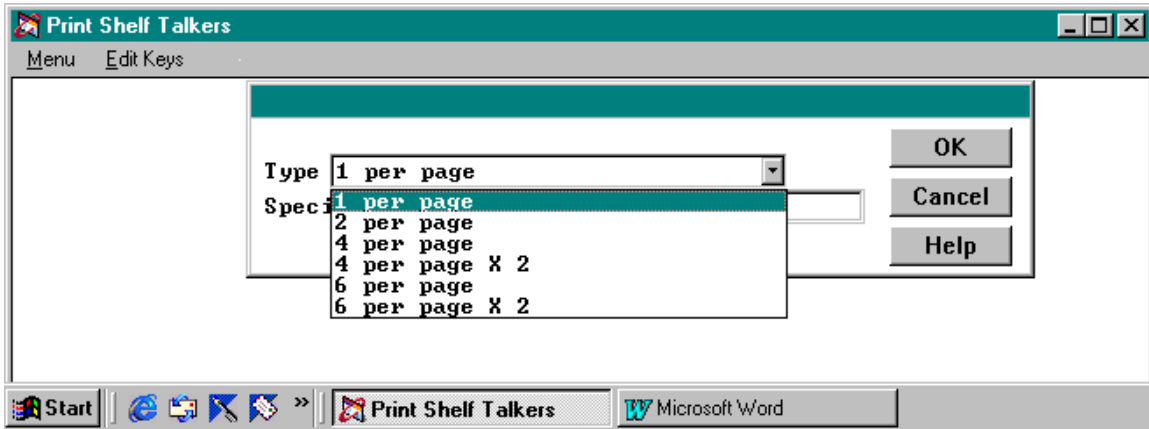 Print Shelf Talkers
Menu Edit Keys
OK
Type 1 per page
Cancel
1 per page
2 per page
4 per page
4 per page X 2
6 per page
6 per page X 2
Help
Start » Print Shelf Talkers Microsoft Word